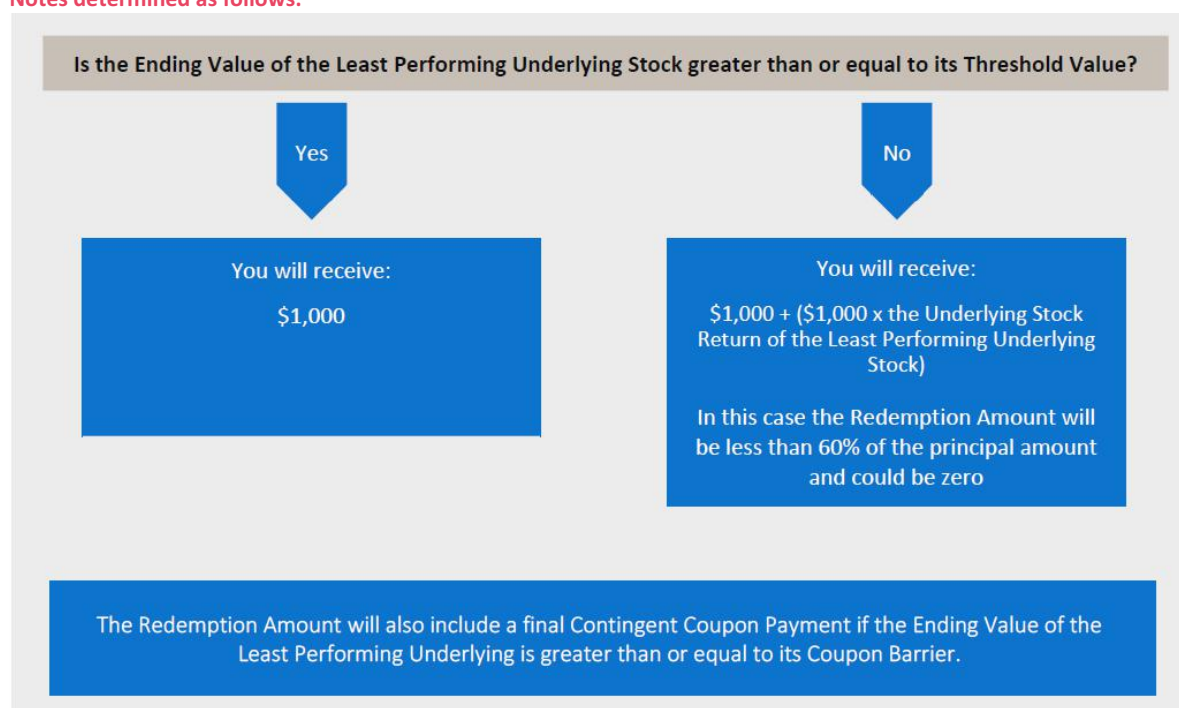 Notes determined as follows:
Is the Ending Value of the Least Performing Underlying Stock greater than or equal to its Threshold Value?
Yes
No
You will receive:
$1,000
You will receive:
$1,000 + ($1,000 x the Underlying Stock
Return of the Least Performing Underlying
Stock)
In this case the Redemption Amount will
be less than 60% of the principal amount
and could be zero
The Redemption Amount will also include a final Contingent Coupon Payment if the Ending Value of the
Least Performing Underlying is greater than or equal to its Coupon Barrier.